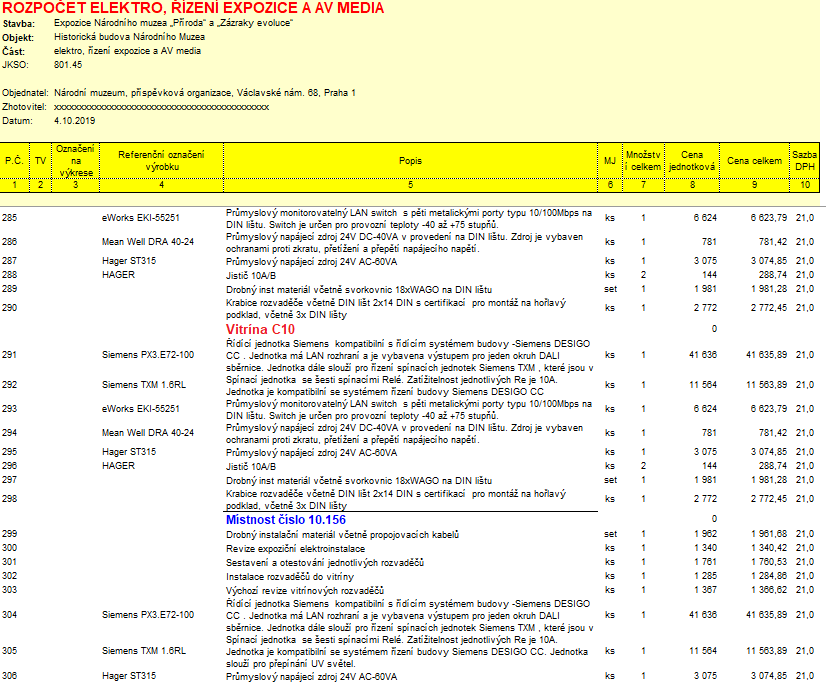 ROZPOČET ELEKTRO, ŘÍZENÍ EXPOZICE A AV MEDIA
Stavba: Expozice Národního muzea „Příroda“ a „Zázraky evoluce“
Objekt: Historická budova Národního Muzea
Část: elektro, řízení expozice a AV media
JKSO: 801.45
Objednatel: Národní muzeum, příspěvková organizace, Václavské nám. 68, Praha 1
Zhotovitel: xxxxxxxxxxxxxxxxxxxxxxxxxxxxxxxxxxxxxxxxxxx
Datum: 4.10.2019
P.Č. TV Označení na výkrese Referenční označení výrobku Popis MJ Množstv í celkem Cena jednotková Cena celkem Sazba DPH
1 2 3 4 5 6 7 8 9 10
285 eWorks EKI-55251 Průmyslový monitorovatelný LAN switch s pěti metalickými porty typu 10/100Mbps na DIN lištu. Switch je určen pro provozní teploty -40 až +75 stupňů. ks 1 6 624 6 623,79 21,0
286 Mean Well DRA 40-24 Průmyslový napájecí zdroj 24V DC-40VA v provedení na DIN lištu. Zdroj je vybaven ochranami proti zkratu, přetížení a přepětí napájecího napětí. ks 1 781 781,42 21,0
287 Hager ST315 Průmyslový napájecí zdroj 24V AC-60VA ks 1 3 075 3 074,85 21,0
288 HAGER Jistič 10A/B ks 2 144 288,74 21,0
289 Drobný inst materiál včetně svorkovnic 18xWAGO na DIN lištu set 1 1 981 1 981,28 21,0
290 Krabice rozvaděče včetně DIN lišt 2x14 DIN s certifikací pro montáž na hořlavý podklad, včetně 3x DIN lišty ks 1 2 772 2 772,45 21,0
Vitrína C10 0
291 Siemens PX3.E72-100 Řídící jednotka Siemens kompatibilní s řídícím systémem budovy -Siemens DESIGO CC . Jednotka má LAN rozhraní a je vybavena výstupem pro jeden okruh DALI sběrnice. Jednotka dále slouží pro řízení spínacích jednotek Siemens TXM , které jsou v ks 1 41 636 41 635,89 21,0
292 Siemens TXM 1.6RL Spínací jednotka se šesti spínacími Relé. Zatížitelnost jednotlivých Re je 10A. Jednotka je kompatibilní se systémem řízení budovy Siemens DESIGO CC ks 1 11 564 11 563,89 21,0
293 eWorks EKI-55251 Průmyslový monitorovatelný LAN switch s pěti metalickými porty typu 10/100Mbps na DIN lištu. Switch je určen pro provozní teploty -40 až +75 stupňů. ks 1 6 624 6 623,79 21,0
294 Mean Well DRA 40-24 Průmyslový napájecí zdroj 24V DC-40VA v provedení na DIN lištu. Zdroj je vybaven ochranami proti zkratu, přetížení a přepětí napájecího napětí. ks 1 781 781,42 21,0
295 Hager ST315 Průmyslový napájecí zdroj 24V AC-60VA ks 1 3 075 3 074,85 21,0
296 HAGER Jistič 10A/B ks 2 144 288,74 21,0
297 Drobný inst materiál včetně svorkovnic 18xWAGO na DIN lištu set 1 1 981 1 981,28 21,0
298 Krabice rozvaděče včetně DIN lišt 2x14 DIN s certifikací pro montáž na hořlavý podklad, včetně 3x DIN lišty ks 1 2 772 2 772,45 21,0
Místnost číslo 10.156 0
299 Drobný instalační materiál včetně propojovacích kabelů set 1 1 962 1 961,68 21,0
300 Revize expoziční elektroinstalace ks 1 1 340 1 340,42 21,0
301 Sestavení a otestování jednotlivých rozvaděčů ks 1 1 761 1 760,53 21,0
302 Instalace rozvaděčů do vitríny ks 1 1 285 1 284,86 21,0
303 Výchozí revize vitrínových rozvaděčů ks 1 1 367 1 366,62 21,0
304 Siemens PX3.E72-100 Řídící jednotka Siemens kompatibilní s řídícím systémem budovy -Siemens DESIGO CC . Jednotka má LAN rozhraní a je vybavena výstupem pro jeden okruh DALI sběrnice. Jednotka dále slouží pro řízení spínacích jednotek Siemens TXM , které jsou v ks 1 41 636 41 635,89 21,0
305 Siemens TXM 1.6RL Spínací jednotka se šesti spínacími Relé. Zatížitelnost jednotlivých Re je 10A. Jednotka je kompatibilní se systémem řízení budovy Siemens DESIGO CC. Jednotka slouží pro přepínání UV světel. ks 1 11 564 11 563,89 21,0
306 Hager ST315 Průmyslový napájecí zdroj 24V AC-60VA ks 1 3 075 3 074,85 21,0